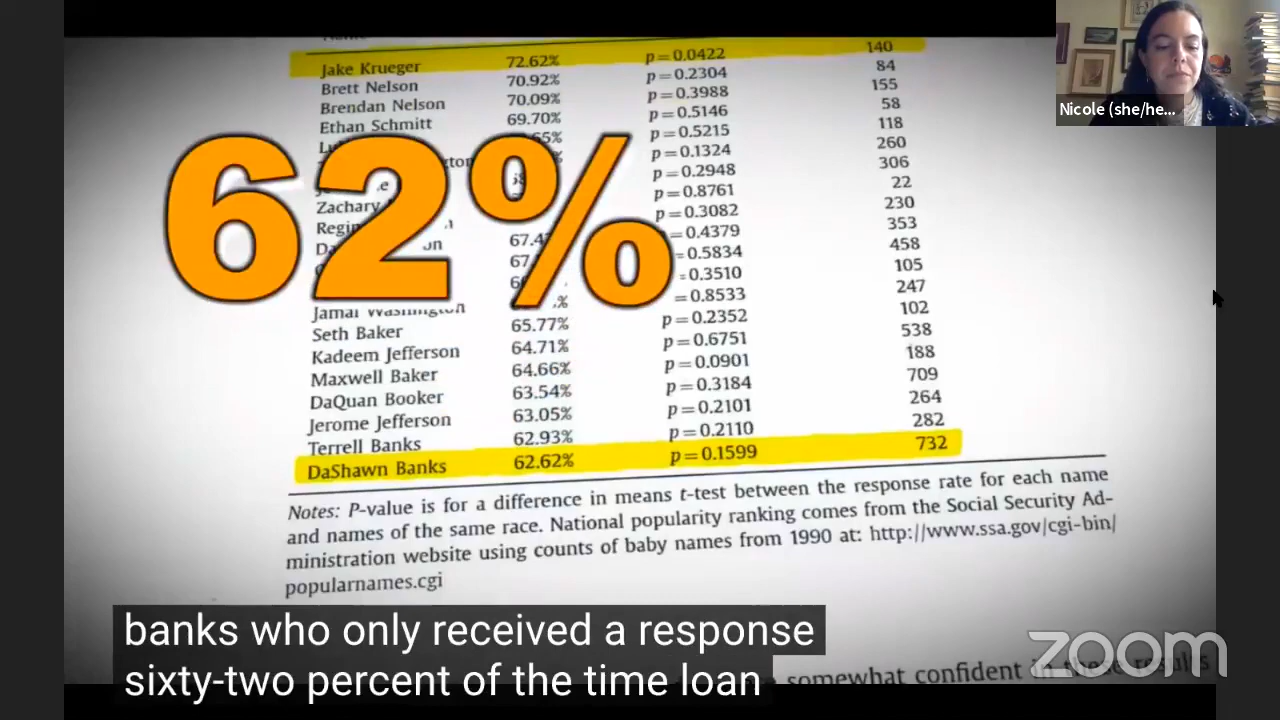 Nicole (she/he...
Jake Krueger 72.62% p=0.0422 140
Brett Nelson 70.92% p=0.2304 84
Brendan Nelson 70.09% p=0.3988 155
Ethan Schmitt 69.70% p=0.5146 58
p=0.5215 118
p=0.1324 260
p=0.2948 306
Zachary p=0.8761 22
p=0.3082 230
=0.4379 353
=0.5834 458
=0.3510 105
Jamal Washington =0.8533 247
Seth Baker 65.77% p=0.2352 102
Kadeem Jefferson 64.71% p=0.6751 538
Maxwell Baker 64.66% p=0.0901 188
DaQuan Booker 63.54% p=0.3184 709
Jerome Jefferson 63.05% p=0.2101 264
Terrell Banks 62.93% p=0.2110 282
DaShawn Banks 62.62% p=0.1599 732
62%
Notes: P-value is for a difference in means t-test between the response rate for each name
and names of the same race. National popularity ranking comes from the Social Security Ad-
ministration website using counts of baby names from 1990 at: http://www.ssa.gov/cgi-bin/
popularnames.cgi
banks who only received a response
sixty-two percent of the time loan
somewhat confident in these results
zoom